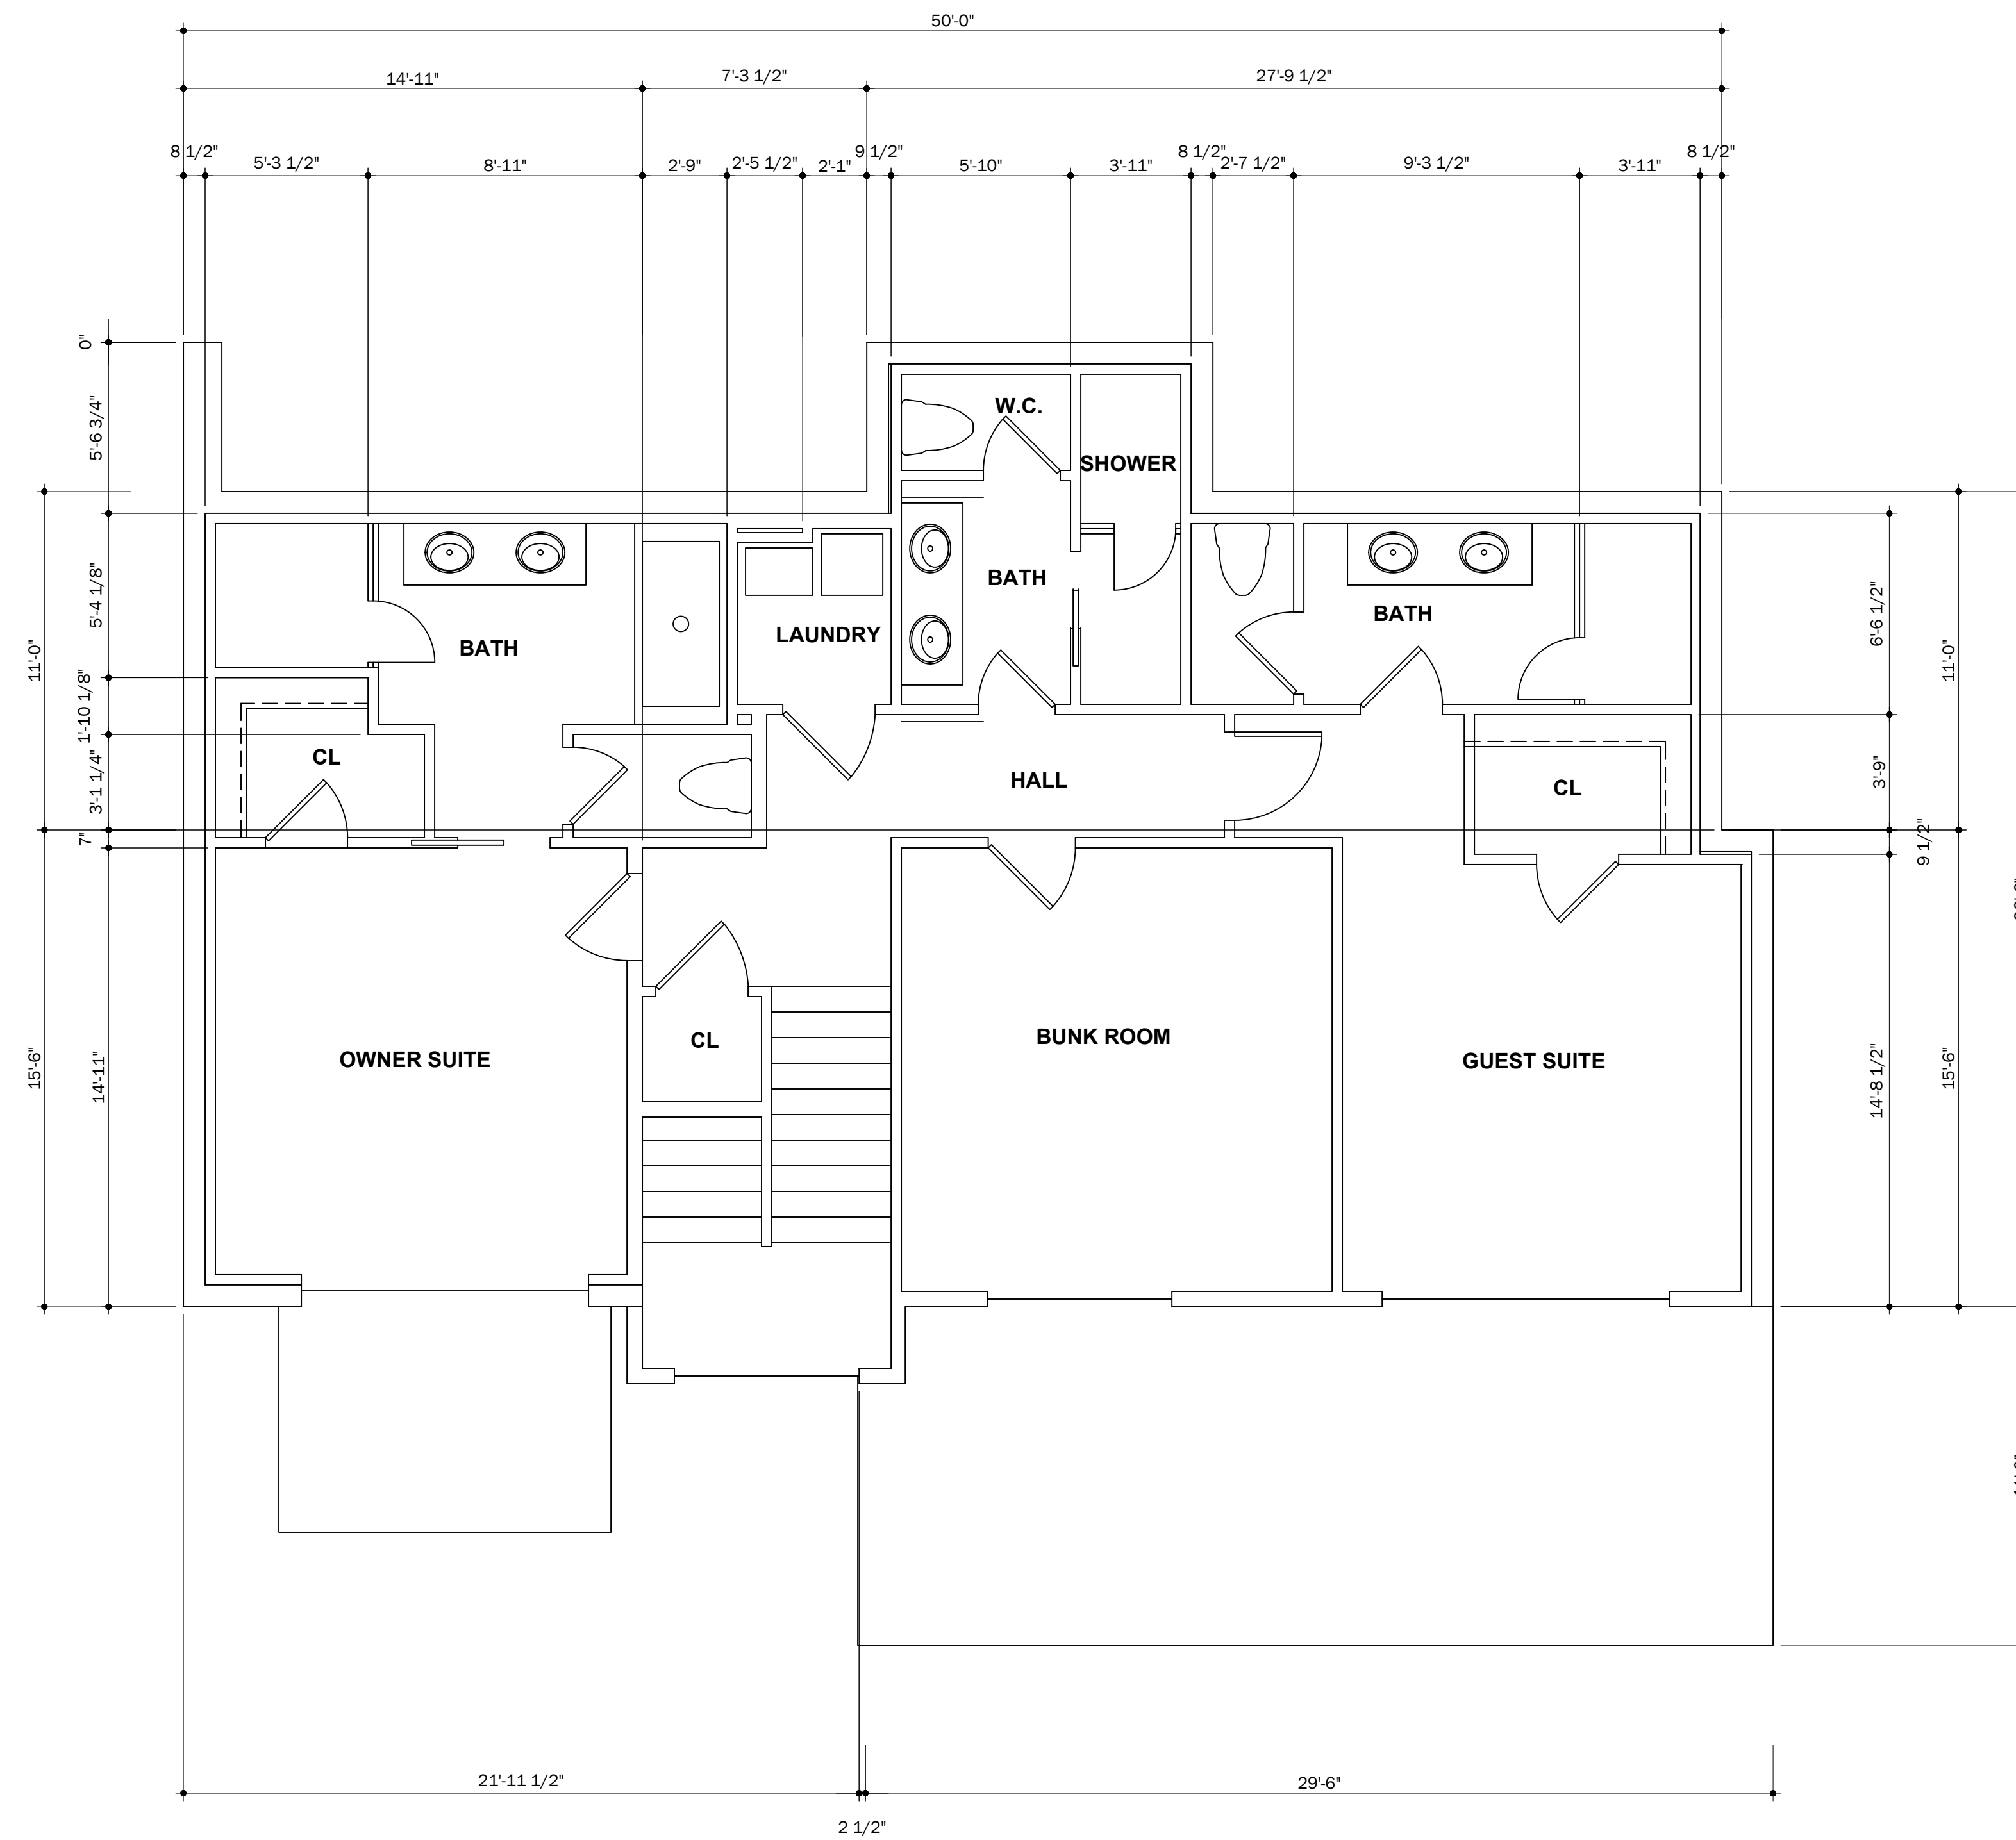 50'-0"
14'-11"
7'-3 1/2"
27'-9 1/2"
8 1/2"
5'-3 1/2"
8'-11"
2'-9"
2'-5 1/2"
2'-1"
9 1/2"
5'-10"
3'-11"
8 1/2"
2'-7 1/2"
9'-3 1/2"
3'-11"
8 1/2"
0"
5'-6 3/4"
5'-4 1/8"
11'-0"
1'-10 1/8"
3'-1 1/4"
7"
15'-6"
14'-11"
W.C.
SHOWER
BATH
BATH
LAUNDRY
BATH
CL
HALL
CL
CL
OWNER SUITE
BUNK ROOM
GUEST SUITE
6'-6 1/2"
11'-0"
3'-9"
9 1/2"
14'-8 1/2"
15'-6"
21'-11 1/2"
2 1/2"
29'-6"